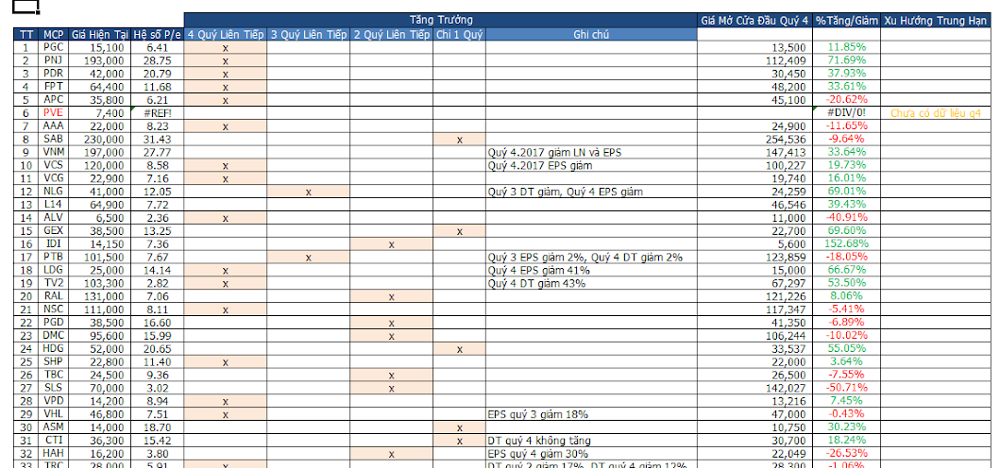 Tăng Trưởng Giá Mở Cửa Đầu Quý 4 %Tăng/Giảm Xu Hướng Trung Hạn
TT MCP Giá Hiện Tại Hệ số P/e 4 Quý Liên Tiếp 3 Quý Liên Tiếp 2 Quý Liên Tiếp Chỉ 1 Quý Ghi chú
1 PGC 15,100 6.41 x 13,500 11.85%
2 PNJ 193,000 28.75 x 112,409 71.69%
3 PDR 42,000 20.79 x 30,450 37.93%
4 FPT 64,400 11.68 x 48,200 33.61%
5 APC 35,800 6.21 x 45,100 -20.62%
6 PVE 7,400 #REF! #DIV/0! Chưa có dữ liệu q4
7 AAA 22,000 8.23 x 24,900 -11.65%
8 SAB 230,000 31.43 x 254,536 -9.64%
9 VNM 197,000 27.77 Quý 4.2017 giảm LN và EPS 147,413 33.64%
10 VCS 120,000 8.58 x Quý 4.2017 EPS giảm 100,227 19.73%
11 VCG 22,900 7.16 x 19,740 16.01%
12 NLG 41,000 12.05 x Quý 3 DT giảm, Quý 4 EPS giảm 24,259 69.01%
13 L14 64,900 7.72 46,546 39.43%
14 ALV 6,500 2.36 x 11,000 -40.91%
15 GEX 38,500 13.25 x 22,700 69.60%
16 IDI 14,150 7.36 x 5,600 152.68%
17 PTB 101,500 7.67 x Quý 3 EPS giảm 2%, Quý 4 DT giảm 2% 123,859 -18.05%
18 LDG 25,000 14.14 x Quý 4 EPS giảm 41% 15,000 66.67%
19 TV2 103,300 2.82 x Quý 4 DT giảm 43% 67,297 53.50%
20 RAL 131,000 7.06 x 121,226 8.06%
21 NSC 111,000 8.11 x 117,347 -5.41%
22 PGD 38,500 16.60 x 41,350 -6.89%
23 DMC 95,600 15.99 x 106,244 -10.02%
24 HDG 52,000 20.65 x 33,537 55.05%
25 SHP 22,800 11.40 x 22,000 3.64%
26 TBC 24,500 9.36 x 26,500 -7.55%
27 SLS 70,000 3.02 x 142,027 -50.71%
28 VPD 14,200 8.94 x 13,216 7.45%
29 VHL 46,800 7.51 x EPS quý 3 giảm 18% 47,000 -0.43%
30 ASM 14,000 18.70 x 10,750 30.23%
31 CTI 36,300 15.42 x DT quý 4 không tăng 30,700 18.24%
32 HAH 16,200 3.80 x EPS quý 4 giảm 30% 22,049 -26.53%
33 TRC 28,000 5.91 x DT quý 2 giảm 17%, DT quý 4 giảm 12% 28,300 -1.06%